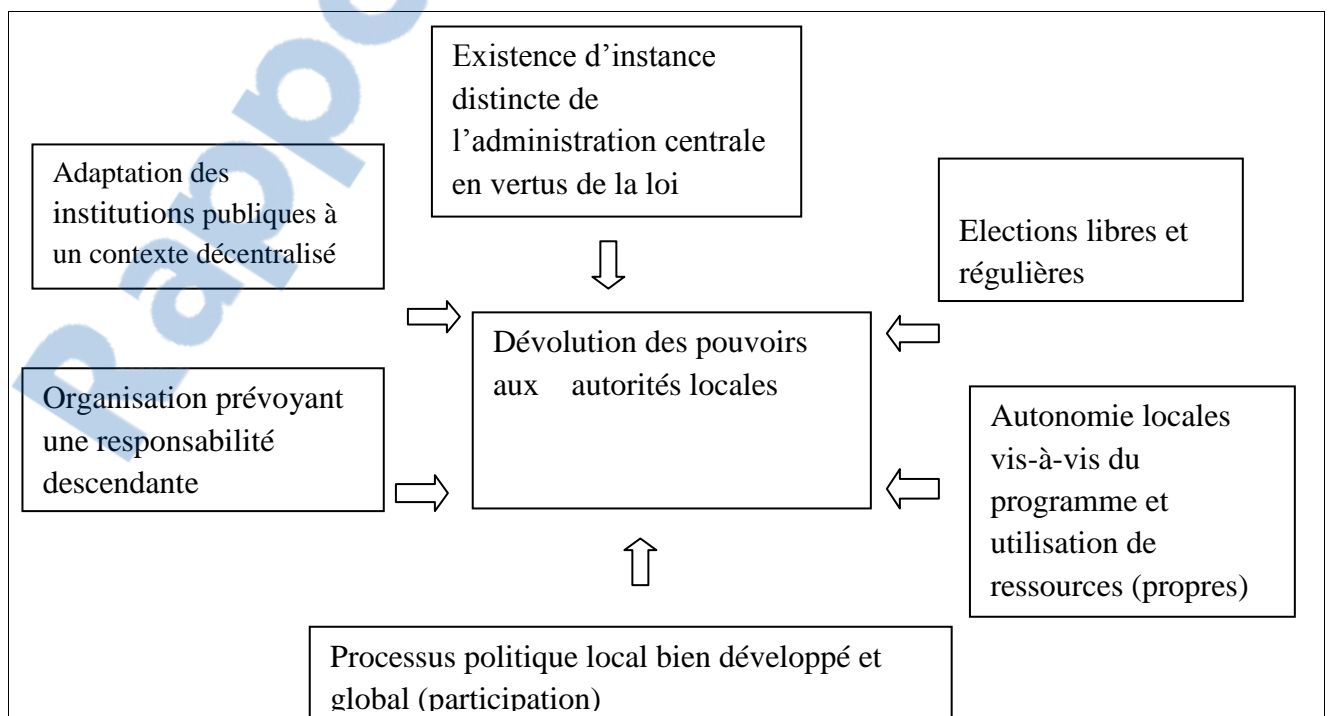 Rappo
Existence d’instance
distincte de
l’administration centrale
en vertus de la loi
Adaptation des
institutions publiques à
un contexte décentralisé
Elections libres et
régulières
Dévolution des pouvoirs
aux autorités locales
Organisation prévoyant
une responsabilité
descendante
Autonomie locales
vis-à-vis du
programme et
utilisation de
ressources (propres)
Processus politique local bien développé et
global (participation)